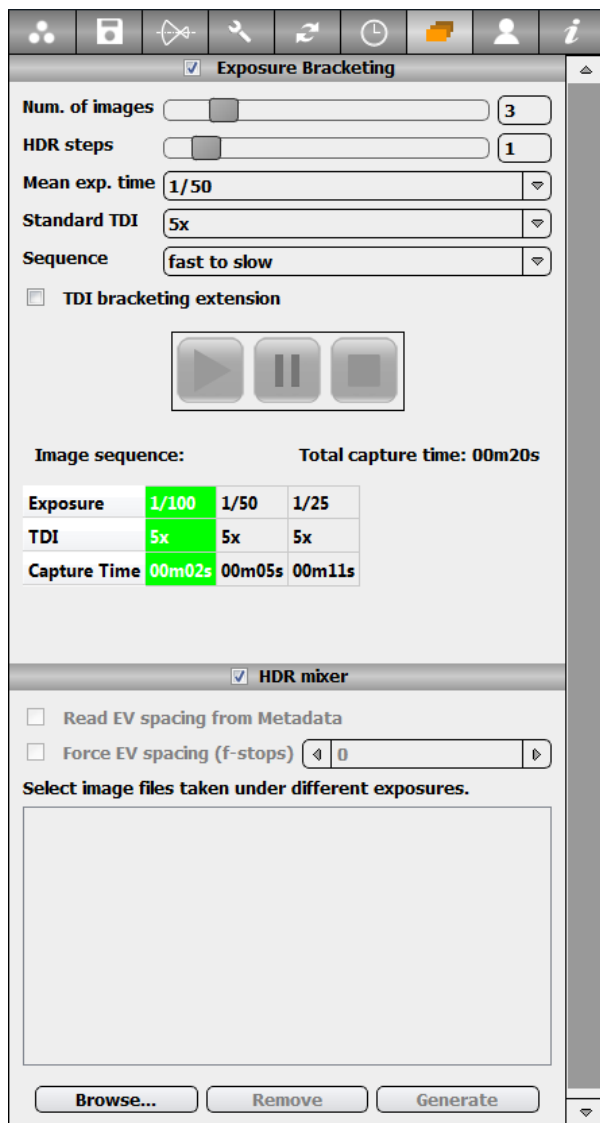 Exposure Bracketing
Num. of images 3
HDR steps 1
Mean exp. time 1/50
Standard TDI 5x
Sequence fast to slow
TDI bracketing extension
Image sequence: Total capture time: 00m20s
Exposure 1/100 1/50 1/25
TDI 5x 5x 5x
Capture Time 00m02s 00m05s 00m11s
HDR mixer
Read EV spacing from Metadata
Force EV spacing (f-stops) 0
Select image files taken under different exposures.
Browse... Remove Generate